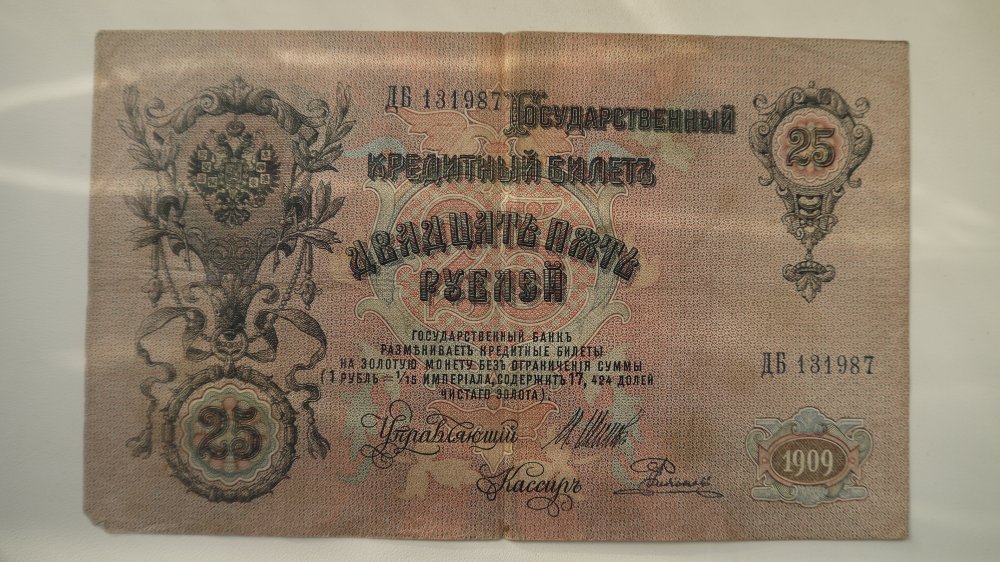 ДБ 131987
Государственный
25
Кредитный Билетъ
Двадцать пять
рублей
ГОСУДАРСТВЕННЫЙ БАНКЪ
РАЗМѢНИВАЕТЪ КРЕДИТНЫЕ БИЛЕТЫ
НА ЗОЛОТУЮ МОНЕТУ БЕЗЪ ОГРАНИЧЕНІЯ СУММЫ
(1 РУБЛЬ = 1/15 ИМПЕРІАЛА, СОДЕРЖИТЪ 17, 424 ДОЛЕЙ
ЧИСТАГО ЗОЛОТА).
ДБ 131987
25
Управляющій
Кассиръ
1909